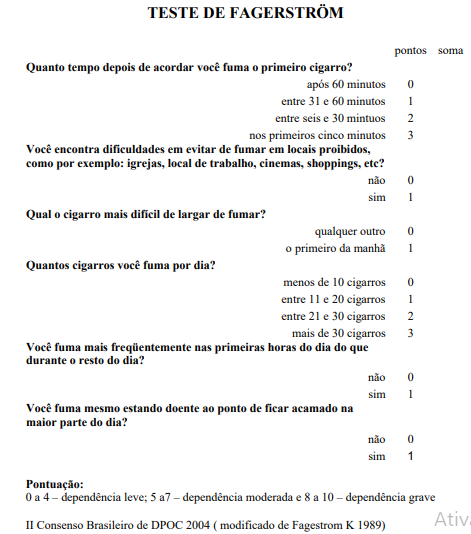 TESTE DE FAGERSTRÖM
pontos soma
Quanto tempo depois de acordar você fuma o primeiro cigarro?
após 60 minutos 0
entre 31 e 60 minutos 1
entre seis e 30 mintuos 2
nos primeiros cinco minutos 3
Você encontra dificuldades em evitar de fumar em locais proibidos,
como por exemplo: igrejas, local de trabalho, cinemas, shoppings, etc?
não 0
sim 1
Qual o cigarro mais difícil de largar de fumar?
qualquer outro 0
o primeiro da manhã 1
Quantos cigarros você fuma por dia?
menos de 10 cigarros 0
entre 11 e 20 cigarros 1
entre 21 e 30 cigarros 2
mais de 30 cigarros 3
Você fuma mais freqüentemente nas primeiras horas do dia do que
durante o resto do dia?
não 0
sim 1
Você fuma mesmo estando doente ao ponto de ficar acamado na
maior parte do dia?
não 0
sim 1
Pontuação:
0 a 4 – dependência leve; 5 a7 – dependência moderada e 8 a 10 – dependência grave
II Consenso Brasileiro de DPOC 2004 ( modificado de Fagestrom K 1989)
Ativ